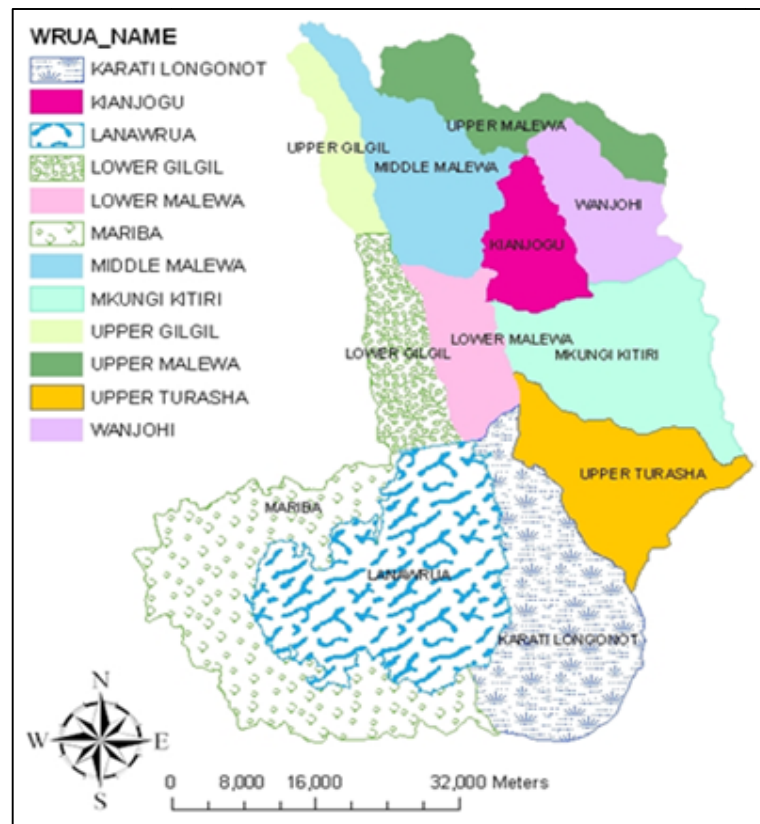 WRUA_NAME
KARATI LONGONOT
KIANJOGU
LANAWRUA
LOWER GILGIL
LOWER MALEWA
MARIBA
MIDDLE MALEWA
MKUNGI KITIRI
UPPER GILGIL
UPPER MALEWA
UPPER TURASHA
WANJOHI
UPPER MALEWA
UPPER GILGIL
MIDDLE MALEWA
WANJOHI
KIANJOGU
LOWER MALEWA
LOWER GILGIL
MKUNGI KITIRI
UPPER TURASHA
MARIBA
LANAWRUA
KARATI LONGONOT
N
W E
S
0 8,000 16,000 32,000 Meters